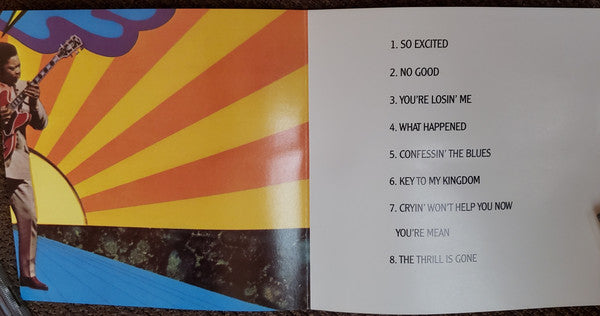 1. SO EXCITED
2. NO GOOD
3. YOU'RE LOSIN' ME
4. WHAT HAPPENED
5. CONFESSIN' THE BLUES
6. KEY TO MY KINGDOM
7. CRYIN' WON'T HELP YOU NOW
YOU'RE MEAN
8. THE THRILL IS GONE